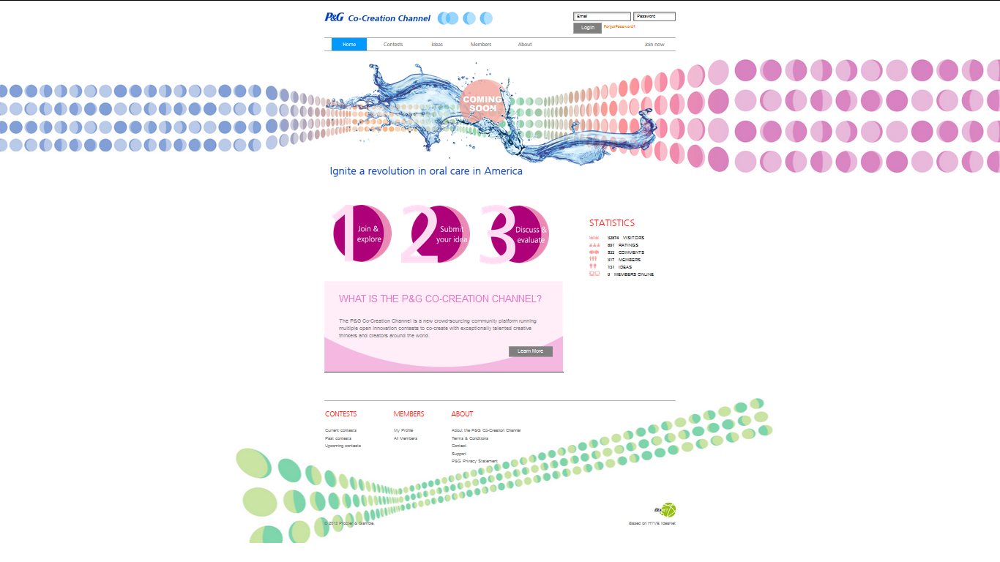 P&G Co-Creation Channel
Email
Password
Login
Forgot Password?
Home
Contests
Ideas
Members
About
Join now
COMING
SOON
Ignite a revolution in oral care in America
1
Join &
explore
2
Submit
your idea
3
Discuss &
evaluate
STATISTICS
32874 VISITORS
891 RATINGS
532 COMMENTS
317 MEMBERS
131 IDEAS
0 MEMBERS ONLINE
WHAT IS THE P&G CO-CREATION CHANNEL?
The P&G Co-Creation Channel is a new crowd-sourcing community platform running
multiple open innovation contests to co-create with exceptionally talented creative
thinkers and creators around the world.
Learn More
CONTESTS
Current contests
Past contests
Upcoming contests
MEMBERS
My Profile
All Members
ABOUT
About the P&G Co-Creation Channel
Terms & Conditions
Contact
Support
P&G Privacy Statement
© 2013 Procter & Gamble.
Based on HYVE IdeaNet